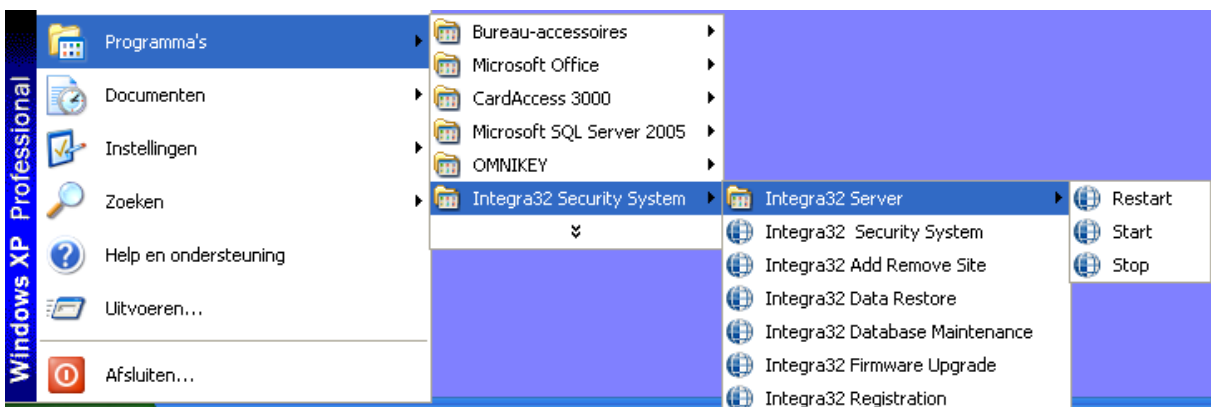 Windows XP Professional
Programma's
Documenten
Instellingen
Zoeken
Help en ondersteuning
Uitvoeren...
Afsluiten...
Bureau-accessoires
Microsoft Office
CardAccess 3000
Microsoft SQL Server 2005
OMNIKEY
Integra32 Security System
Integra32 Server
Integra32  Security System
Integra32 Add Remove Site
Integra32 Data Restore
Integra32 Database Maintenance
Integra32 Firmware Upgrade
Integra32 Registration
Restart
Start
Stop